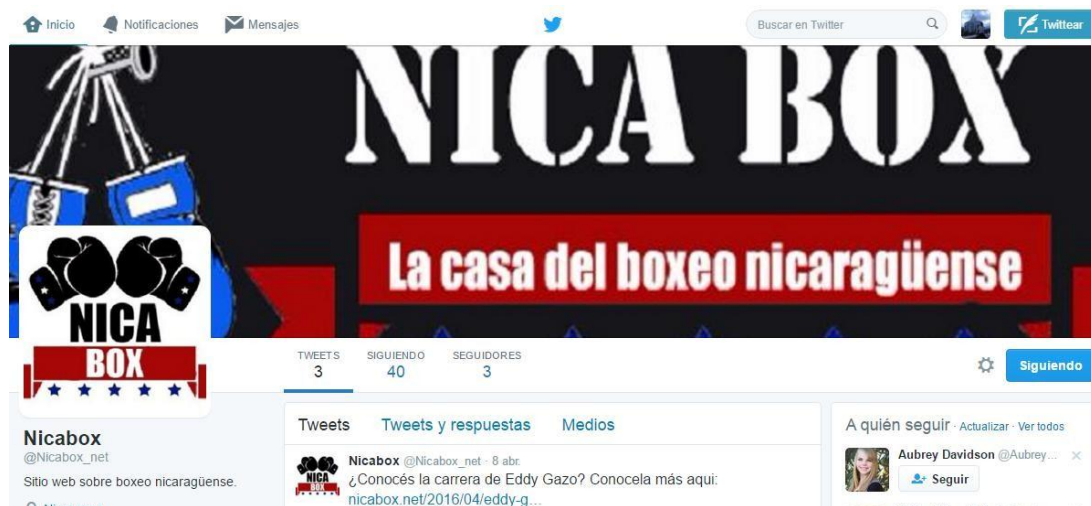 Inicio Notificaciones Mensajes Buscar en Twitter Twittear
NICA BOX
La casa del boxeo nicaragüense
NICA
BOX
TWEETS SIGUIENDO SEGUIDORES
3 40 3
Siguiendo
Nicabox
@Nicabox_net
Sitio web sobre boxeo nicaragüense.
Tweets Tweets y respuestas Medios
Nicabox @Nicabox_net · 8 abr.
¿Conocés la carrera de Eddy Gazo? Conocela más aqui:
nicabox.net/2016/04/eddy-g...
NICA
BOX
A quién seguir · Actualizar · Ver todos
Aubrey Davidson @Aubrey...
Seguir